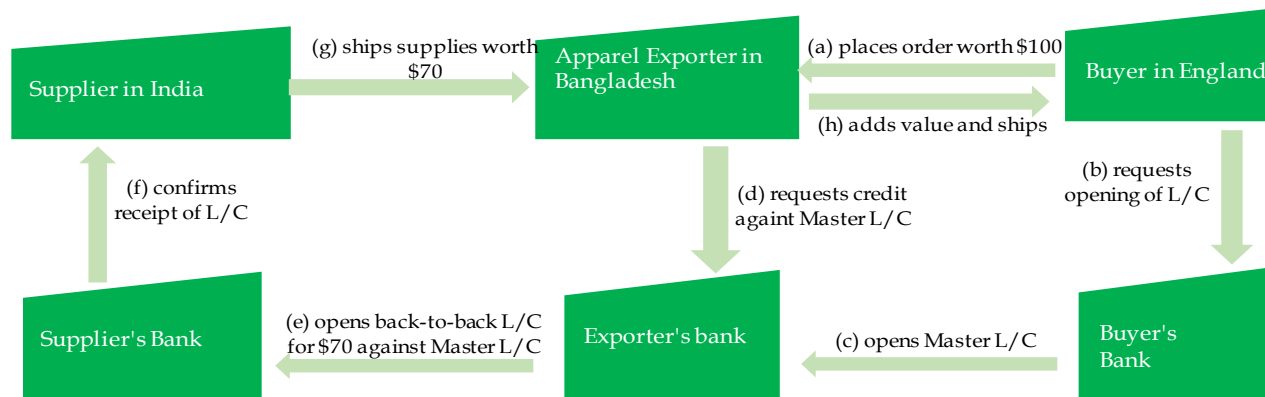 (g) ships supplies worth
$70
(a) places order worth $100
Supplier in India
Apparel Exporter in
Bangladesh
Buyer in England
(h) adds value and ships
(f) confirms
receipt of L/C
(d) requests credit
againt Master L/C
(b) requests
opening of L/C
Supplier's Bank
(e) opens back-to-back L/C
for $70 against Master L/C
Exporter's bank
(c) opens Master L/C
Buyer's
Bank